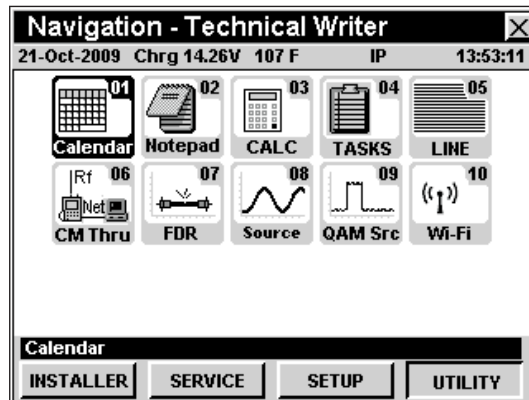 Navigation - Technical Writer
21-Oct-2009 Chrg 14.26V 107 F IP 13:53:11
01 02 03 04 05
Calendar Notepad CALC TASKS LINE
Rf 06 07 08 09 10
Net
CM Thru FDR Source QAM Src Wi-Fi
Calendar
INSTALLER SERVICE SETUP UTILITY